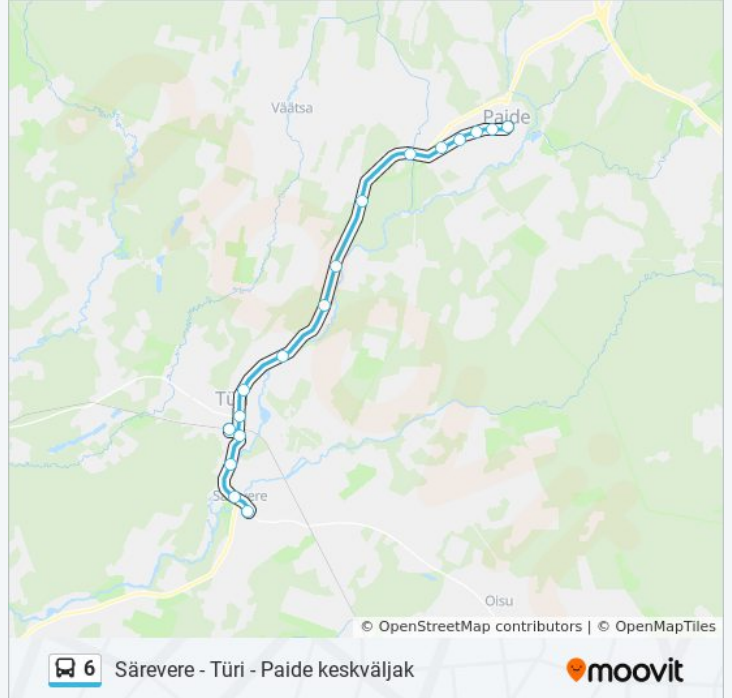 Väätsa
Paide
Türi
Särevere
Oisu
© OpenStreetMap contributors | © OpenMapTiles
6 Särevere - Türi - Paide keskväljak
moovit